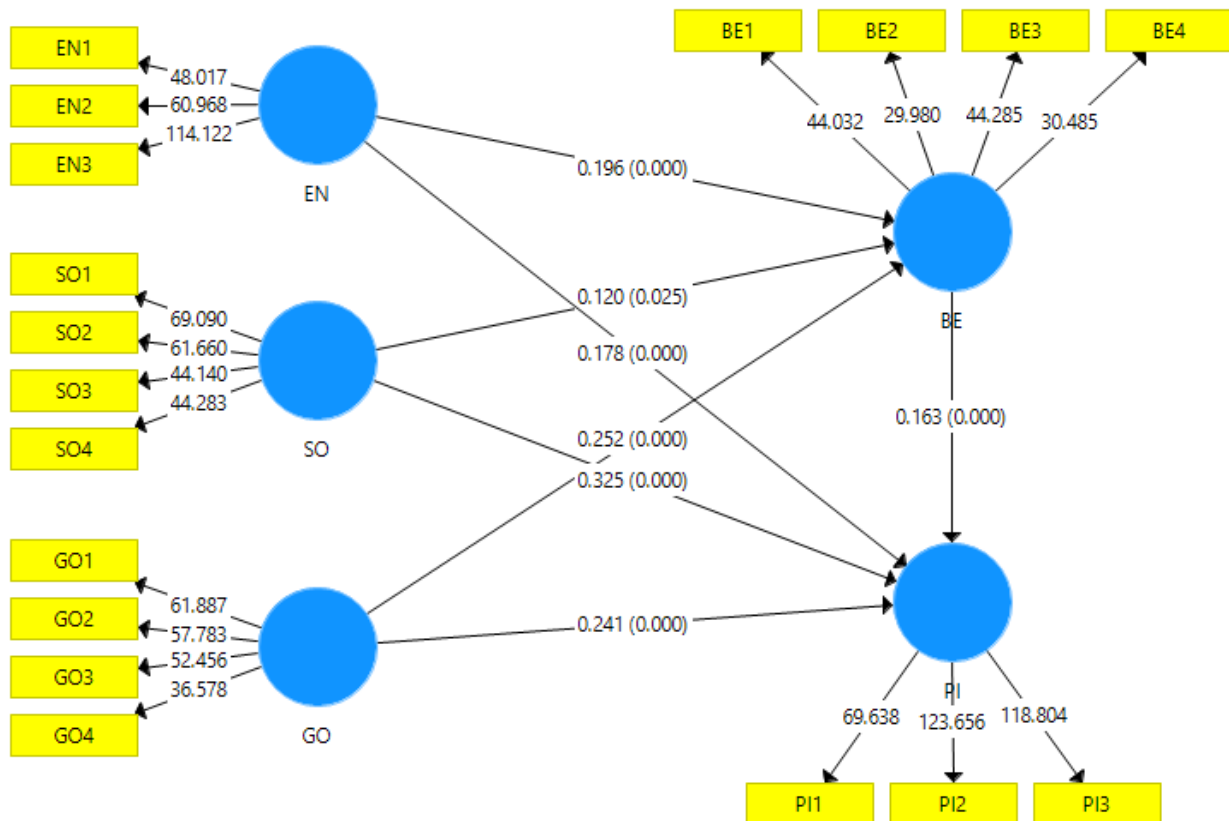 BE1
BE2
BE3
BE4
EN1
EN2
EN3
48.017
60.968
114.122
EN
44.032
29.980
44.285
30.485
0.196 (0.000)
BE
SO1
SO2
SO3
SO4
69.090
61.660
44.140
44.283
SO
0.120 (0.025)
0.178 (0.000)
0.252 (0.000)
0.325 (0.000)
0.163 (0.000)
GO1
GO2
GO3
GO4
61.887
57.783
52.456
36.578
GO
0.241 (0.000)
PI
69.638
123.656
118.804
PI1
PI2
PI3